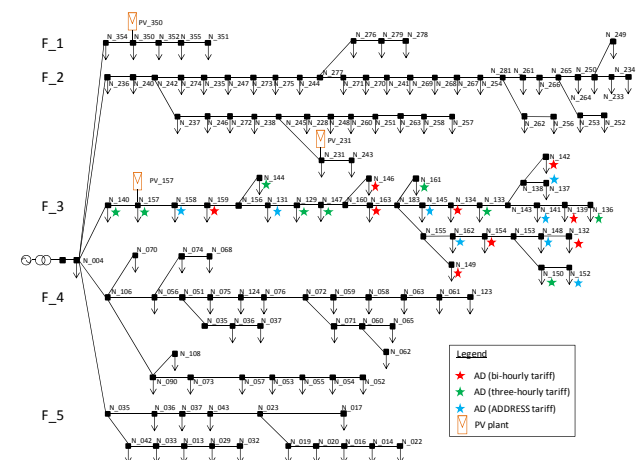 PV_350
F_1
N_354 N_350 N_352 N_355 N_351
N_276 N_279 N_278
N_249
F_2
N_277
N_281 N_261 N_265 N_250 N_234
N_236 N_240 N_242 N_274 N_235 N_247 N_273 N_275 N_244 N_271 N_270 N_241 N_269 N_268 N_267 N_254 N_266 N_264 N_233
N_237 N_246 N_272 N_238 N_245 N_228 N_248 N_260 N_251 N_263 N_258 N_257 N_262 N_256 N_253 N_252
PV_231
N_231 N_243
PV_157
N_144 N_146 N_161 N_142
N_138 N_137
F_3
N_140 N_157 N_158 N_159 N_156 N_131 N_129 N_147 N_160 N_163 N_183 N_145 N_134 N_133 N_143 N_141 N_139 N_136
N_155 N_162 N_154 N_153 N_148 N_132
N_149 N_150 N_152
N_004
N_070 N_074 N_068
F_4
N_106 N_056 N_051 N_075 N_124 N_076 N_072 N_059 N_058 N_063 N_061 N_123
N_035 N_036 N_037 N_071 N_060 N_065
N_062
N_108
N_090 N_073 N_057 N_053 N_055 N_054 N_052
F_5
N_035 N_036 N_037 N_043 N_023 N_017
N_042 N_033 N_013 N_029 N_032 N_019 N_020 N_016 N_014 N_022
Legend
AD (bi-hourly tariff)
AD (three-hourly tariff)
AD (ADDRESS tariff)
PV plant